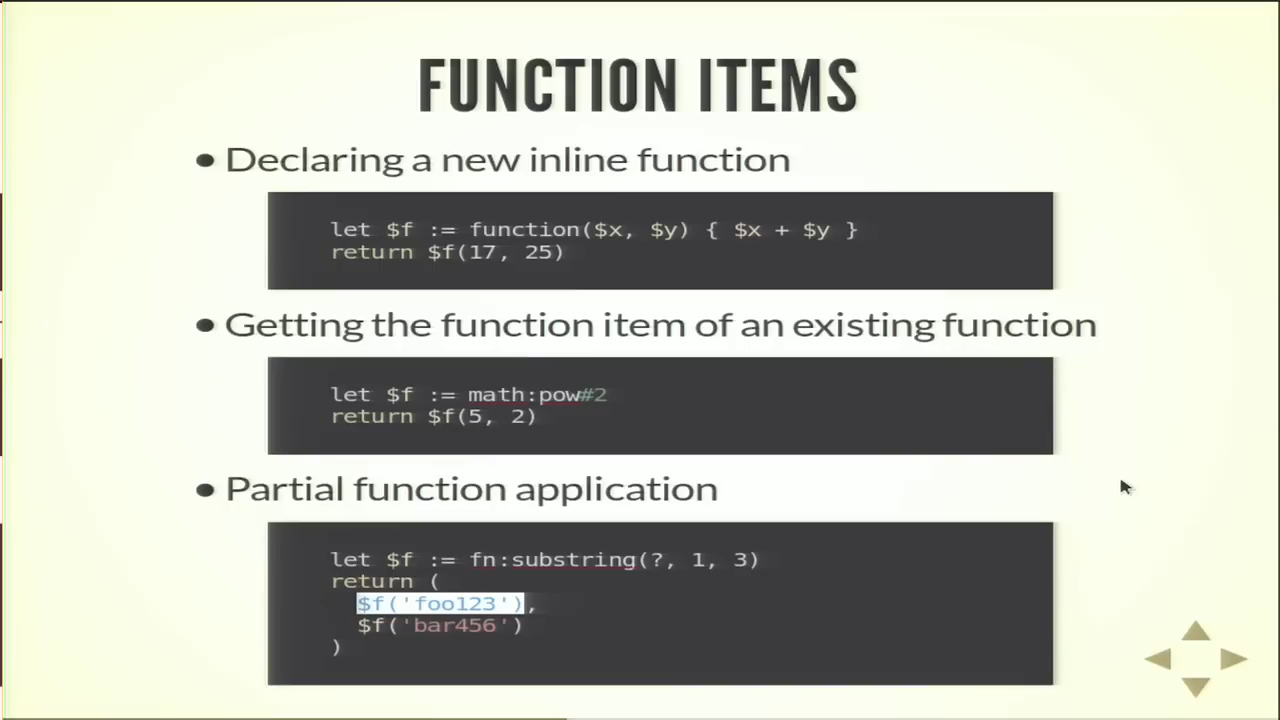 FUNCTION ITEMS
• Declaring a new inline function
let $f := function($x, $y) { $x + $y }
return $f(17, 25)
• Getting the function item of an existing function
let $f := math:pow#2
return $f(5, 2)
• Partial function application
let $f := fn:substring(?, 1, 3)
return (
$f('foo123'),
$f('bar456')
)